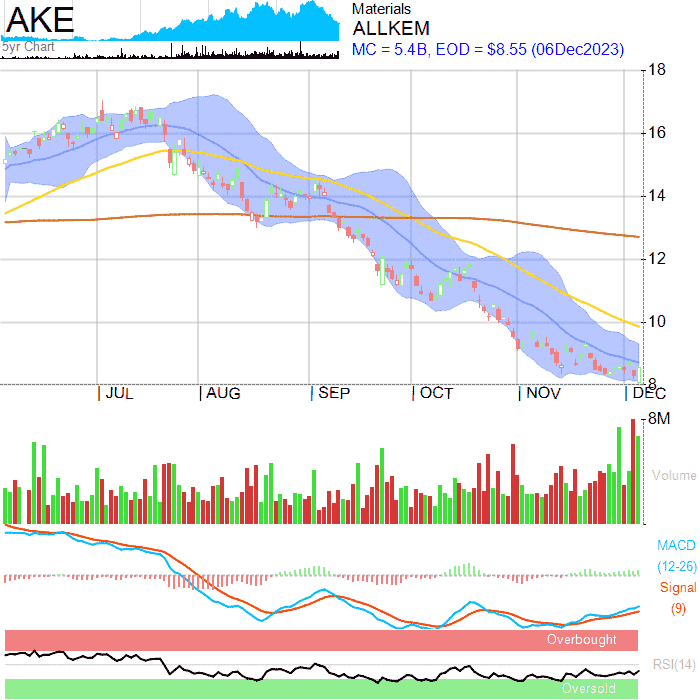 AKE
5yr Chart
Materials
ALLKEM
MC = 5.4B, EOD = $8.55 (06Dec2023)
18
16
14
12
10
8
JUL AUG SEP OCT NOV DEC
8M
Volume
MACD
(12-26)
Signal
(9)
Overbought
RSI(14)
Oversold